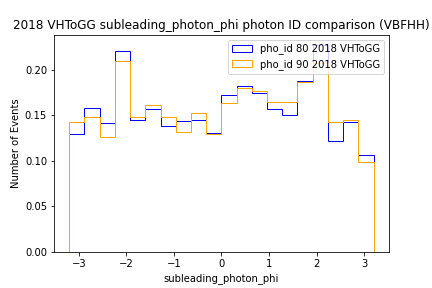 2018 VHToGG subleading_photon_phi photon ID comparison (VBFHH)
pho_id 80 2018 VHToGG
pho_id 90 2018 VHToGG
Number of Events
0.20
0.15
0.10
0.05
0.00
−3 −2 −1 0 1 2 3
subleading_photon_phi